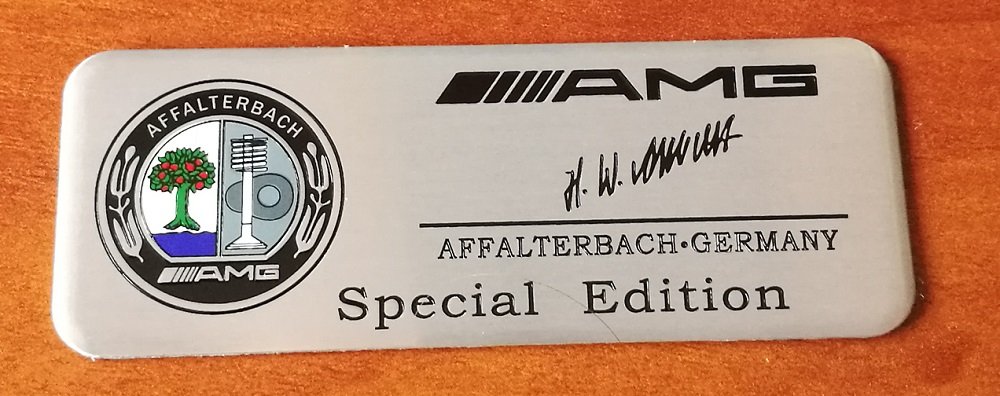 AFFALTERBACH
AMG
AMG
H. W.
AFFALTERBACH•GERMANY
Special Edition